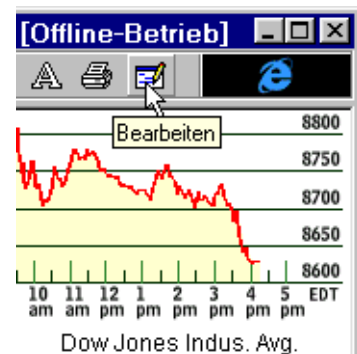 [Offline-Betrieb]
A
Bearbeiten
8800
8750
8700
8650
8600
10 11 12 1 2 3 4 5 EDT
am am pm pm pm pm pm pm
Dow Jones Indus. Avg.